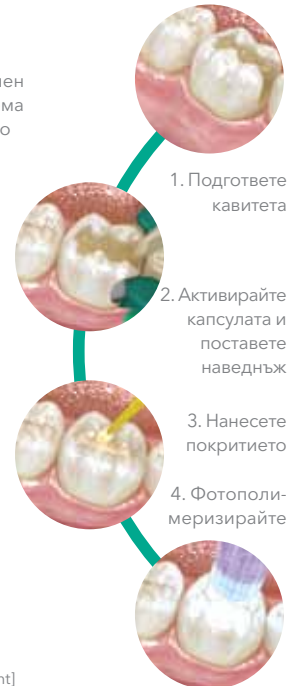 1. Подгответе
кавитета
2. Активирайте
капсулата и
поставете
наведнъж
3. Нанесете
покритието
4. Фотополи-
меризирайте